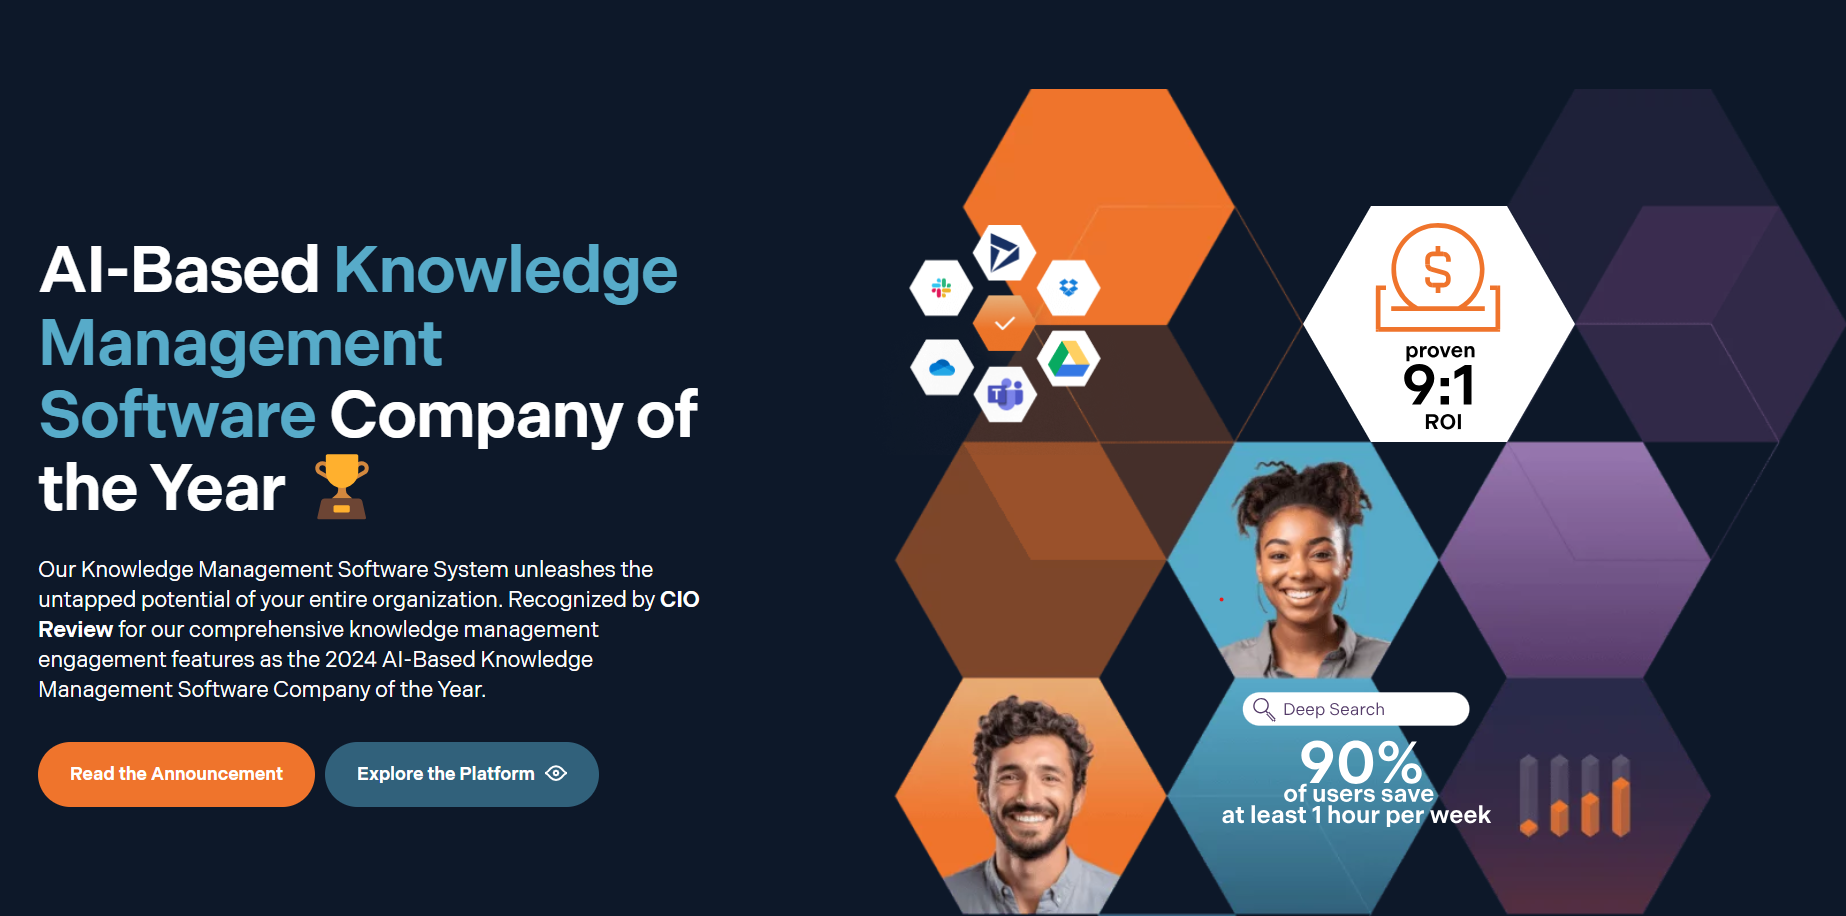 AI-Based Knowledge
Management
Software Company of
the Year
Our Knowledge Management Software System unleashes the
untapped potential of your entire organization. Recognized by CIO
Review for our comprehensive knowledge management
engagement features as the 2024 AI-Based Knowledge
Management Software Company of the Year.
Read the Announcement
Explore the Platform
$
proven
9:1
ROI
T
Deep Search
90%
of users save
at least 1 hour per week